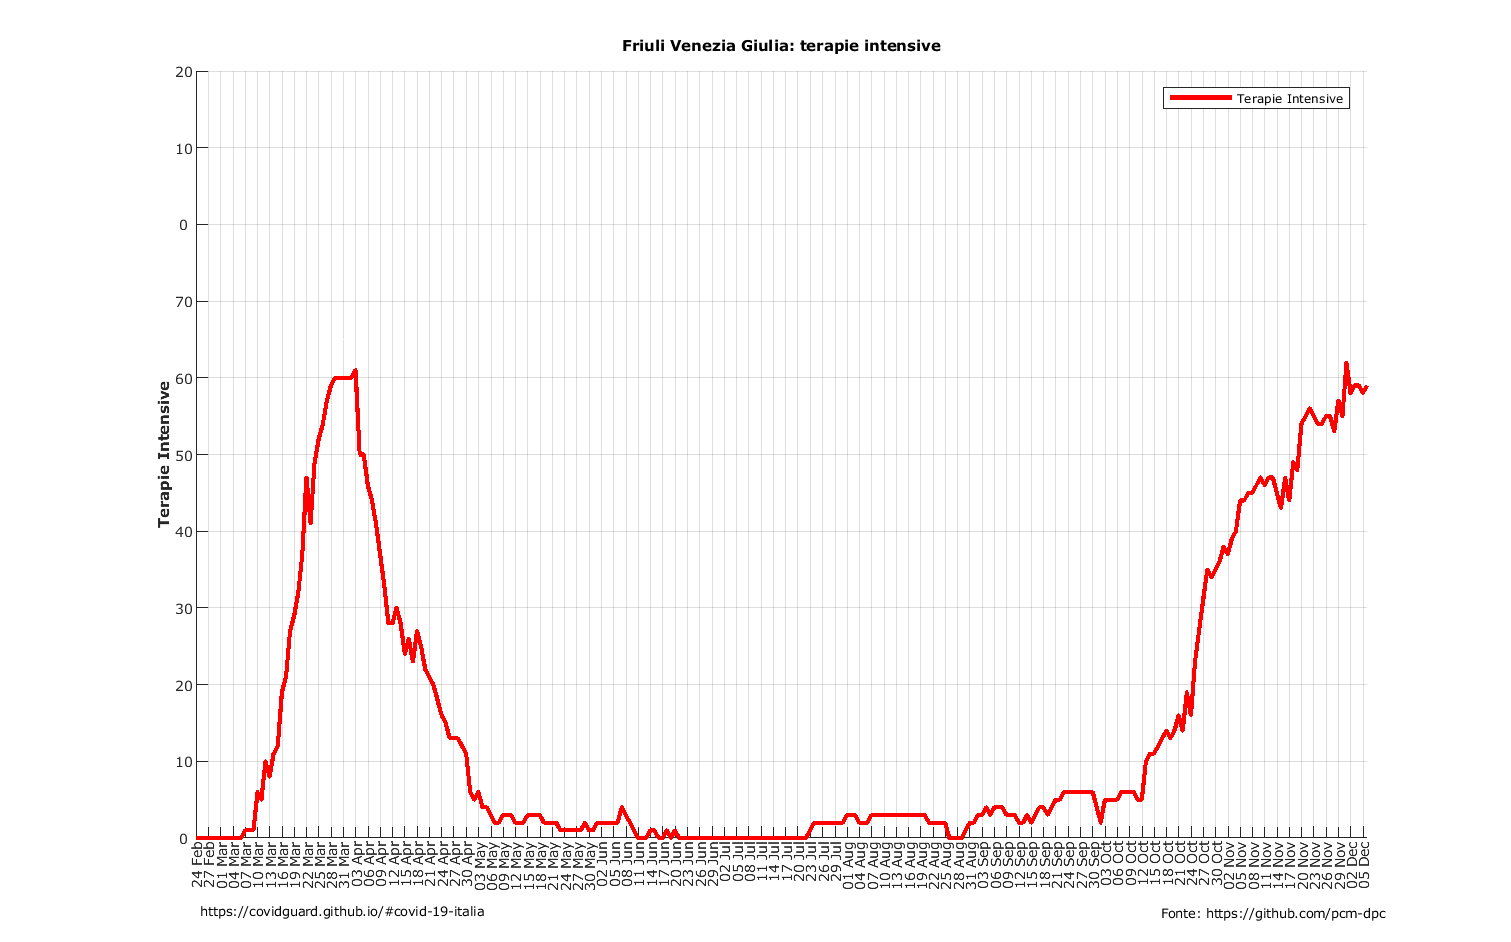 Friuli Venezia Giulia: terapie intensive
Terapie Intensive
20
10
0
70
60
50
40
30
20
10
0
Terapie Intensive
24 Feb
27 Feb
01 Mar
04 Mar
07 Mar
10 Mar
13 Mar
16 Mar
19 Mar
22 Mar
25 Mar
28 Mar
31 Mar
03 Apr
06 Apr
09 Apr
12 Apr
15 Apr
18 Apr
21 Apr
24 Apr
27 Apr
30 Apr
03 May
06 May
09 May
12 May
15 May
18 May
21 May
24 May
27 May
30 May
02 Jun
05 Jun
08 Jun
11 Jun
14 Jun
17 Jun
20 Jun
23 Jun
26 Jun
29 Jun
02 Jul
05 Jul
08 Jul
11 Jul
14 Jul
17 Jul
20 Jul
23 Jul
26 Jul
29 Jul
01 Aug
04 Aug
07 Aug
10 Aug
13 Aug
16 Aug
19 Aug
22 Aug
25 Aug
28 Aug
31 Aug
03 Sep
06 Sep
09 Sep
12 Sep
15 Sep
18 Sep
21 Sep
24 Sep
27 Sep
30 Sep
03 Oct
06 Oct
09 Oct
12 Oct
15 Oct
18 Oct
21 Oct
24 Oct
27 Oct
30 Oct
02 Nov
05 Nov
08 Nov
11 Nov
14 Nov
17 Nov
20 Nov
23 Nov
26 Nov
29 Nov
02 Dec
05 Dec
https://covidguard.github.io/#covid-19-italia
Fonte: https://github.com/pcm-dpc